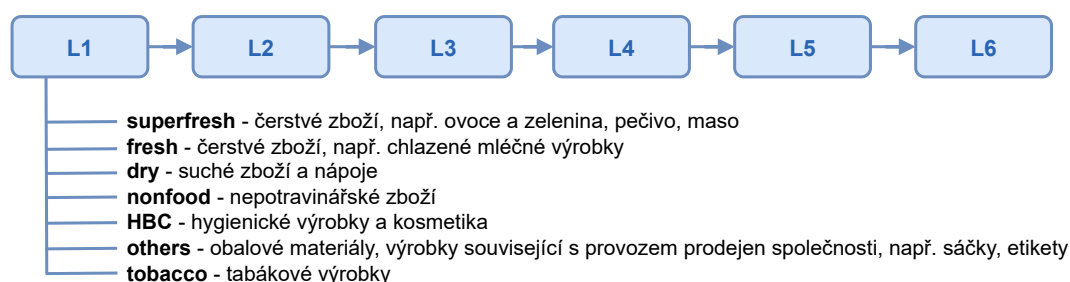 L1 L2 L3 L4 L5 L6
superfresh - čerstvé zboží, např. ovoce a zelenina, pečivo, maso
fresh - čerstvé zboží, např. chlazené mléčné výrobky
dry - suché zboží a nápoje
nonfood - nepotravinářské zboží
HBC - hygienické výrobky a kosmetika
others - obalové materiály, výrobky související s provozem prodejen společnosti, např. sáčky, etikety
tobacco - tabákové výrobky